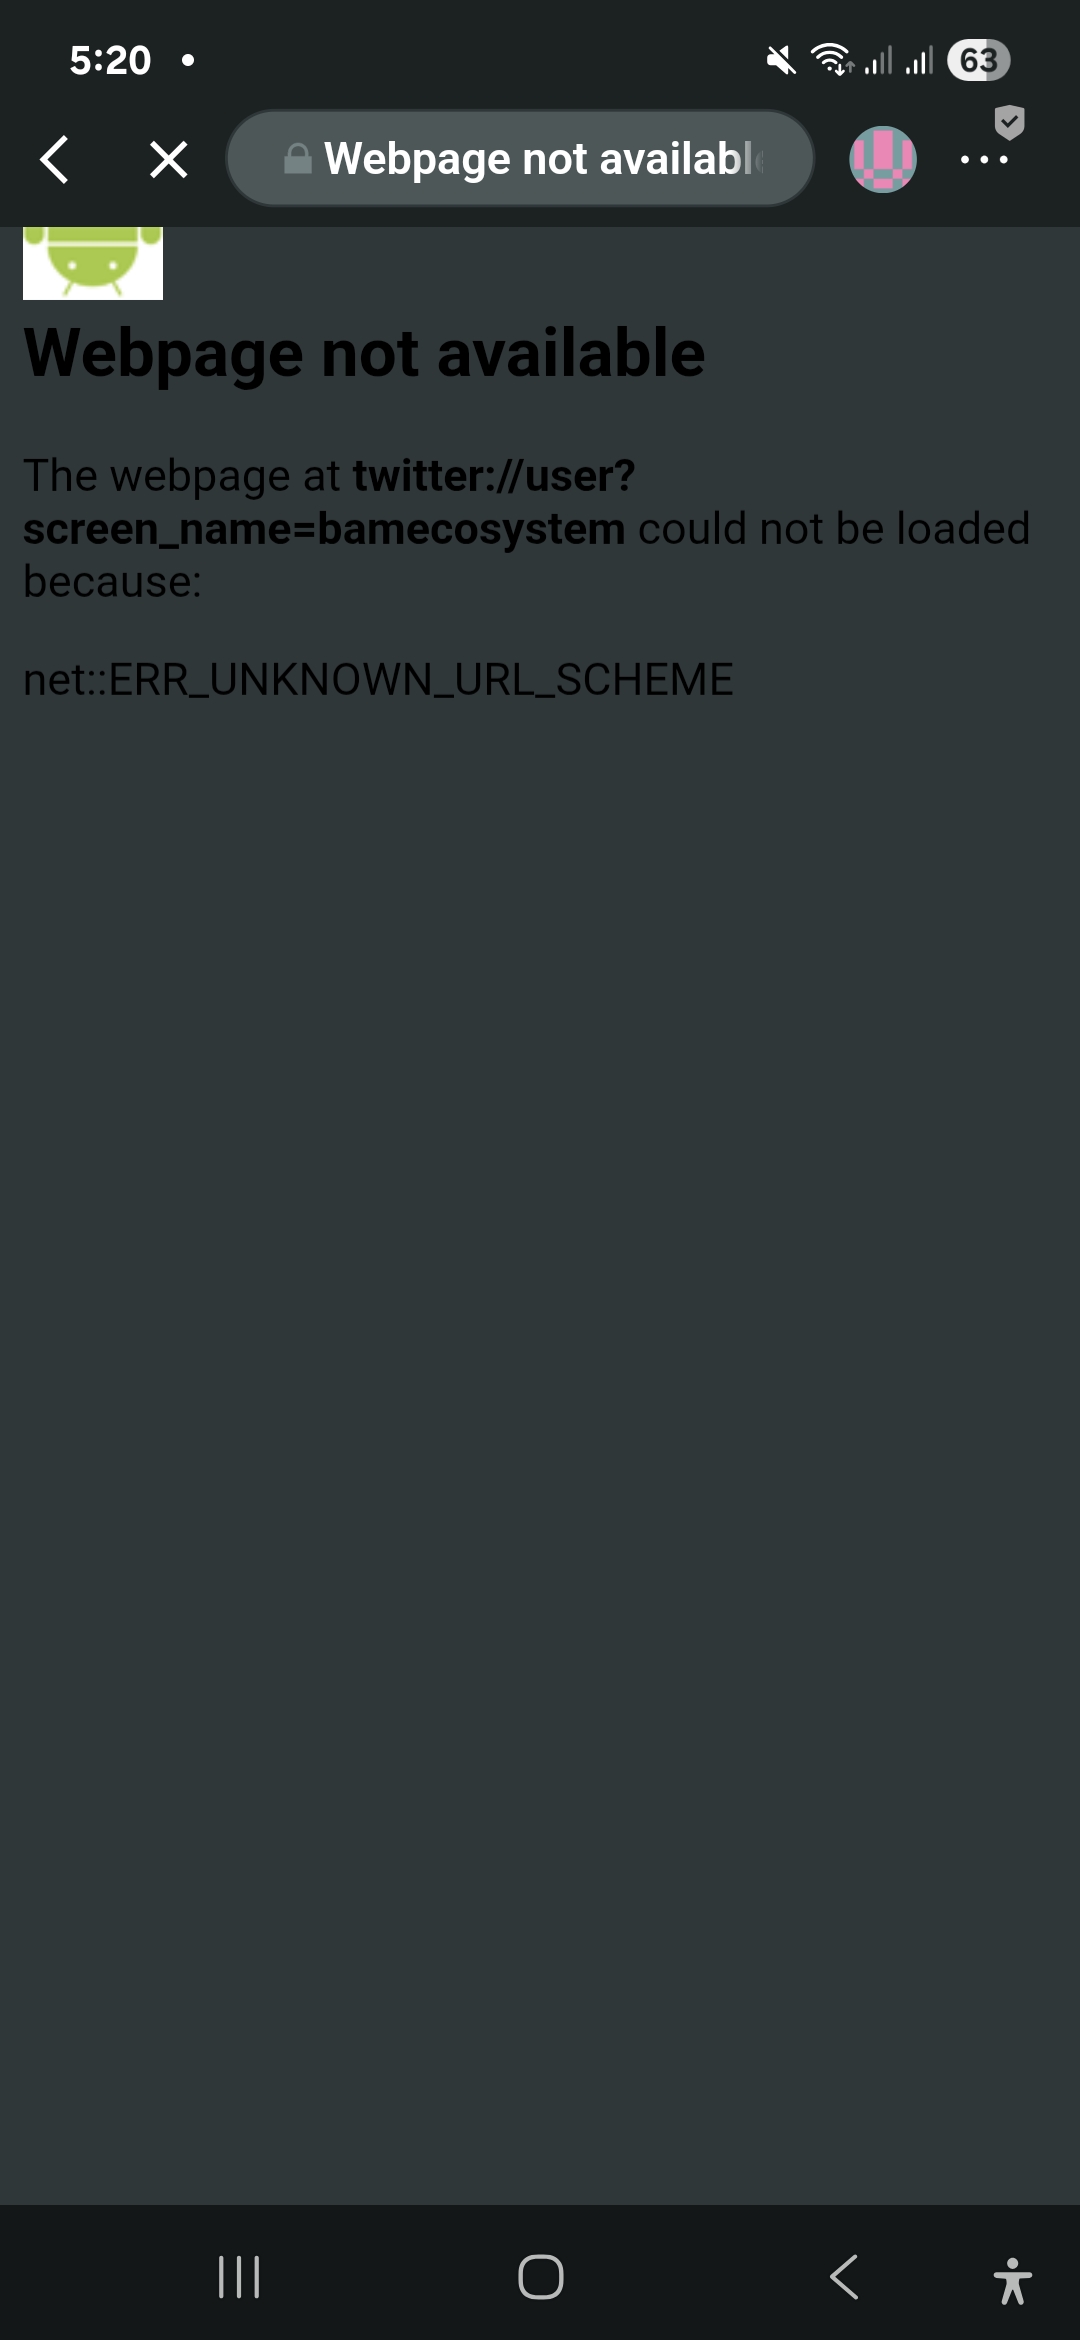 5:20
63
Webpage not availabl
Webpage not available
The webpage at twitter://user?
screen_name=bamecosystem could not be loaded
because:
net::ERR_UNKNOWN_URL_SCHEME